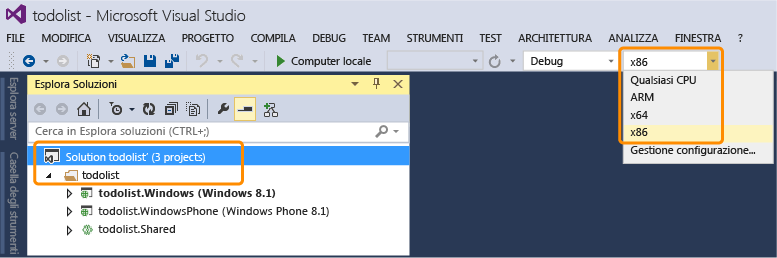 todolist - Microsoft Visual Studio
FILE MODIFICA VISUALIZZA PROGETTO COMPILA DEBUG TEAM STRUMENTI TEST ARCHITETTURA ANALIZZA FINESTRA ?
Computer locale Debug x86
Qualsiasi CPU
ARM
x64
x86
Gestione configurazione...
Esplora server
Casella degli strumenti
Esplora Soluzioni
Cerca in Esplora soluzioni (CTRL+;)
Solution todolist' (3 projects)
todolist
todolist.Windows (Windows 8.1)
todolist.WindowsPhone (Windows Phone 8.1)
todolist.Shared